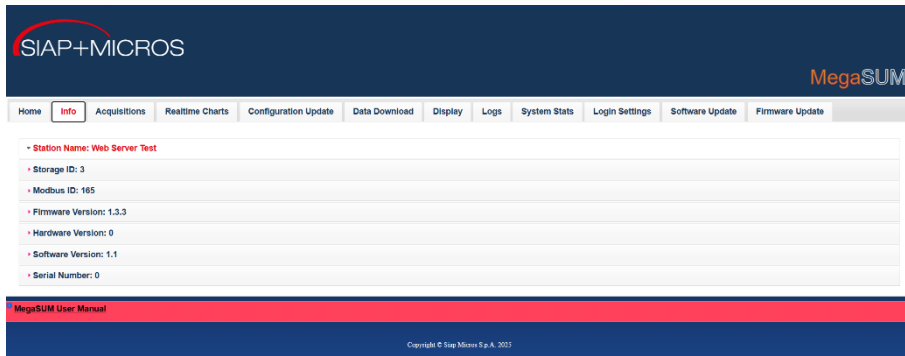 SIAP+MICROS
MegaSUM
Home Info Acquisitions Realtime Charts Configuration Update Data Download Display Logs System Stats Login Settings Software Update Firmware Update
Station Name: Web Server Test
Storage ID: 3
Modbus ID: 165
Firmware Version: 1.3.3
Hardware Version: 0
Software Version: 1.1
Serial Number: 0
MegaSUM User Manual
Copyright © Siap Micros S.p.A. 2025